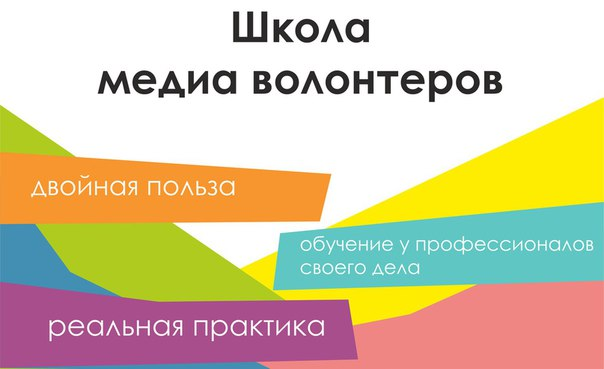 Школа
медиа волонтеров
двойная польза
обучение у профессионалов
своего дела
реальная практика